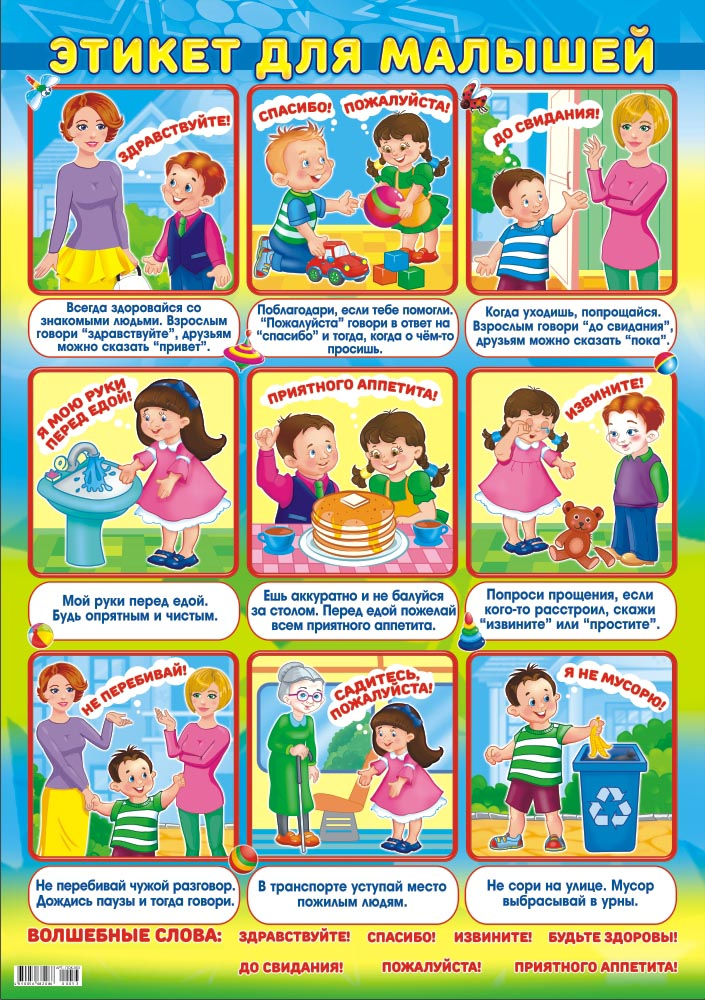 ЭТИКЕТ ДЛЯ МАЛЫШЕЙ
ЗДРАВСТВУЙТЕ!
Всегда здоровайся со
знакомыми людьми. Взрослым
говори "здравствуйте", друзьям
можно сказать "привет".
СПАСИБО!
ПОЖАЛУЙСТА!
Поблагодари, если тебе помогли.
"Пожалуйста" говори в ответ на
"спасибо" и тогда, когда о чём-то
просишь.
ДО СВИДАНИЯ!
Когда уходишь, попрощайся.
Взрослым говори "до свидания",
друзьям можно сказать "пока".
Я МОЮ РУКИ
ПЕРЕД ЕДОЙ!
Мой руки перед едой.
Будь опрятным и чистым.
ПРИЯТНОГО АППЕТИТА!
Ешь аккуратно и не балуйся
за столом. Перед едой пожелай
всем приятного аппетита.
ИЗВИНИТЕ!
Попроси прощения, если
кого-то расстроил, скажи
"извините" или "простите".
НЕ ПЕРЕБИВАЙ!
Не перебивай чужой разговор.
Дождись паузы и тогда говори.
САДИТЕСЬ,
ПОЖАЛУЙСТА!
В транспорте уступай место
пожилым людям.
Я НЕ МУСОРЮ!
Не сори на улице. Мусор
выбрасывай в урны.
ВОЛШЕБНЫЕ СЛОВА: ЗДРАВСТВУЙТЕ! СПАСИБО! ИЗВИНИТЕ! БУДЬТЕ ЗДОРОВЫ!
ДО СВИДАНИЯ! ПОЖАЛУЙСТА! ПРИЯТНОГО АППЕТИТА!